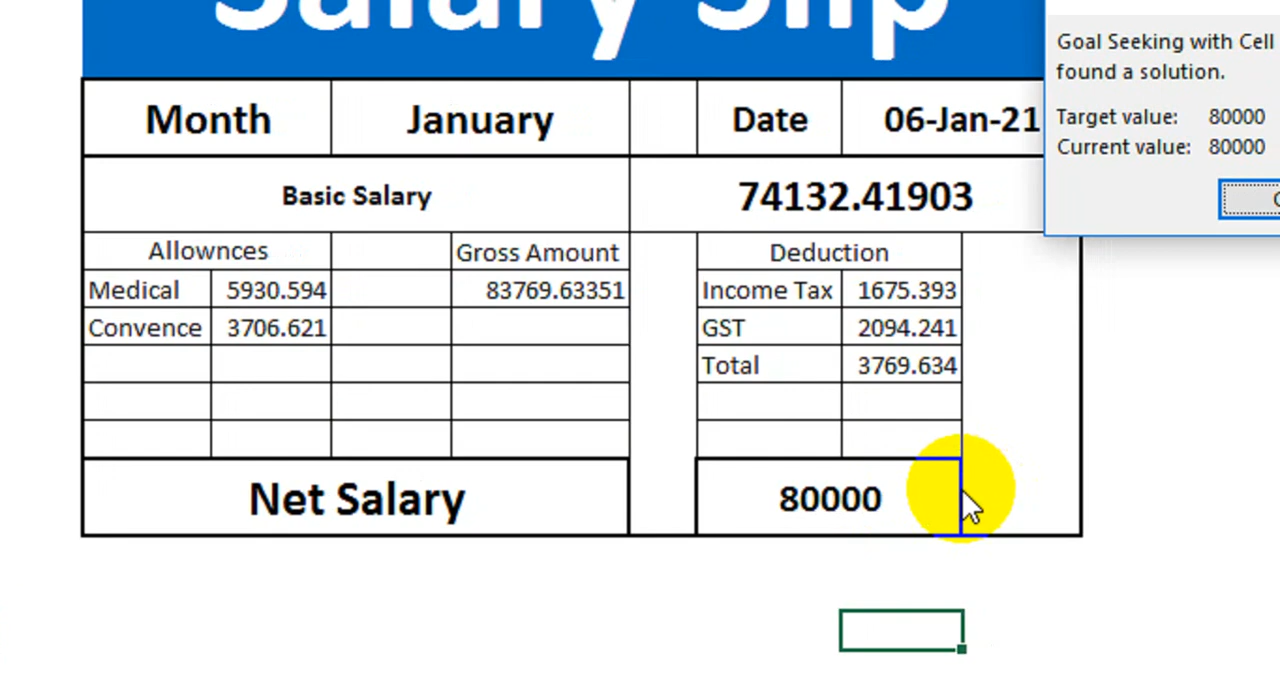 Salary Slip
Goal Seeking with Cell
found a solution.
Target value: 80000
Current value: 80000
Month January Date 06-Jan-21
Basic Salary 74132.41903
Allownces Gross Amount Deduction
Medical 5930.594 83769.63351 Income Tax 1675.393
Convence 3706.621 GST 2094.241
Total 3769.634
Net Salary 80000